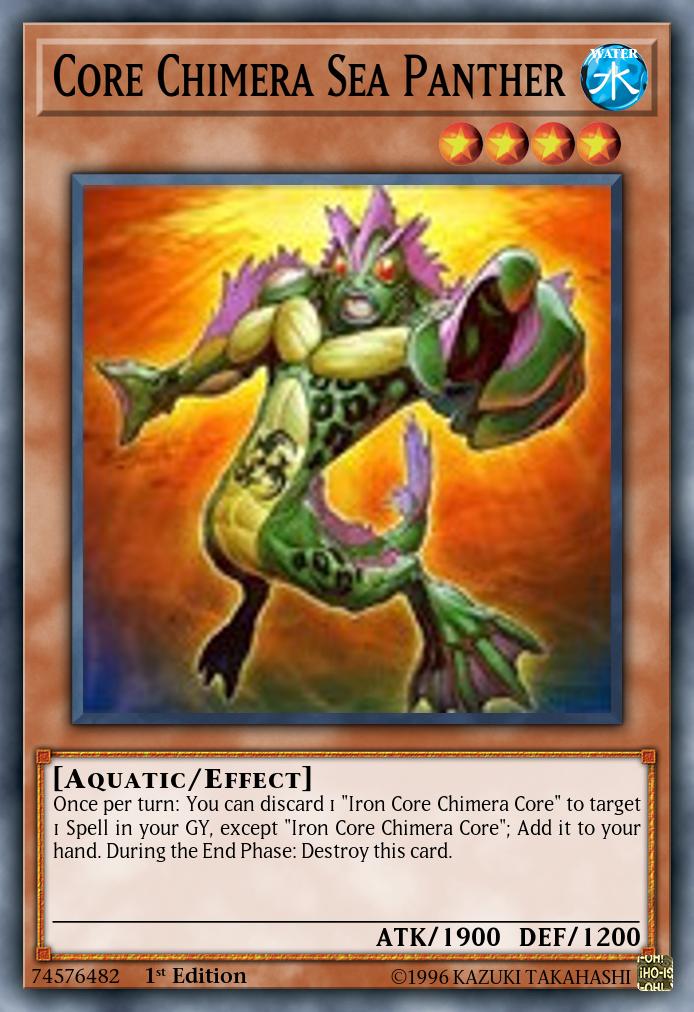 Core Chimera Sea Panther
WATER
水
[Aquatic/Effect]
Once per turn: You can discard 1 "Iron Core Chimera Core" to target
1 Spell in your GY, except "Iron Core Chimera Core"; Add it to your
hand. During the End Phase: Destroy this card.
ATK/1900 DEF/1200
74576482 1st Edition ©1996 KAZUKI TAKAHASHI